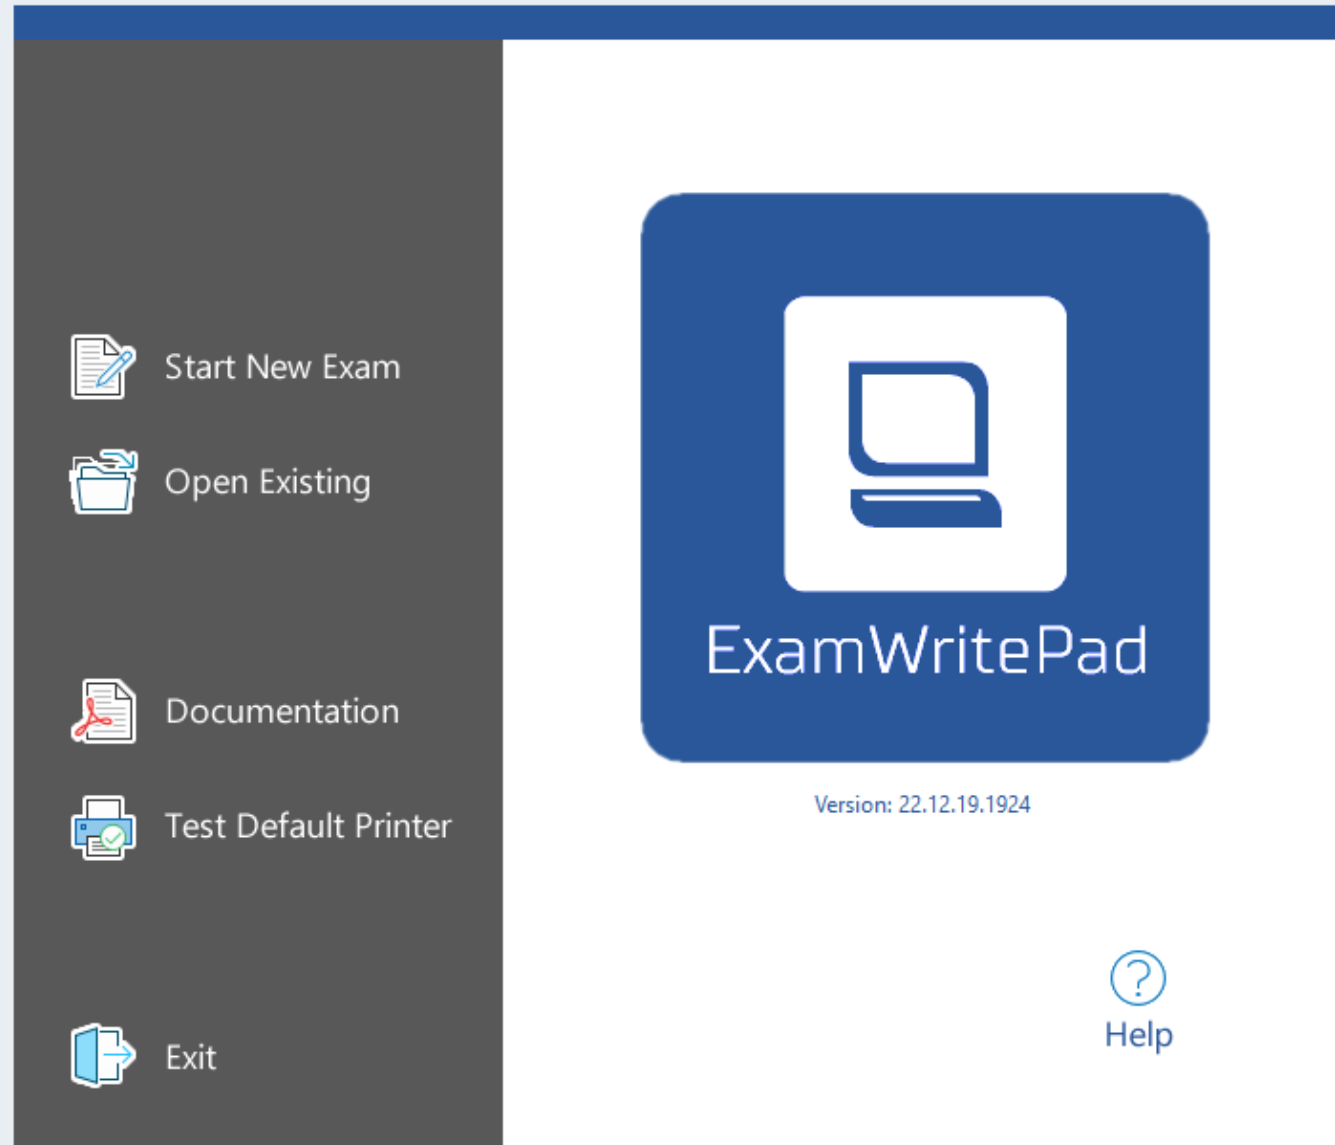 Start New Exam
Open Existing
Documentation
Test Default Printer
Exit
ExamWritePad
Version: 22.12.19.1924
Help